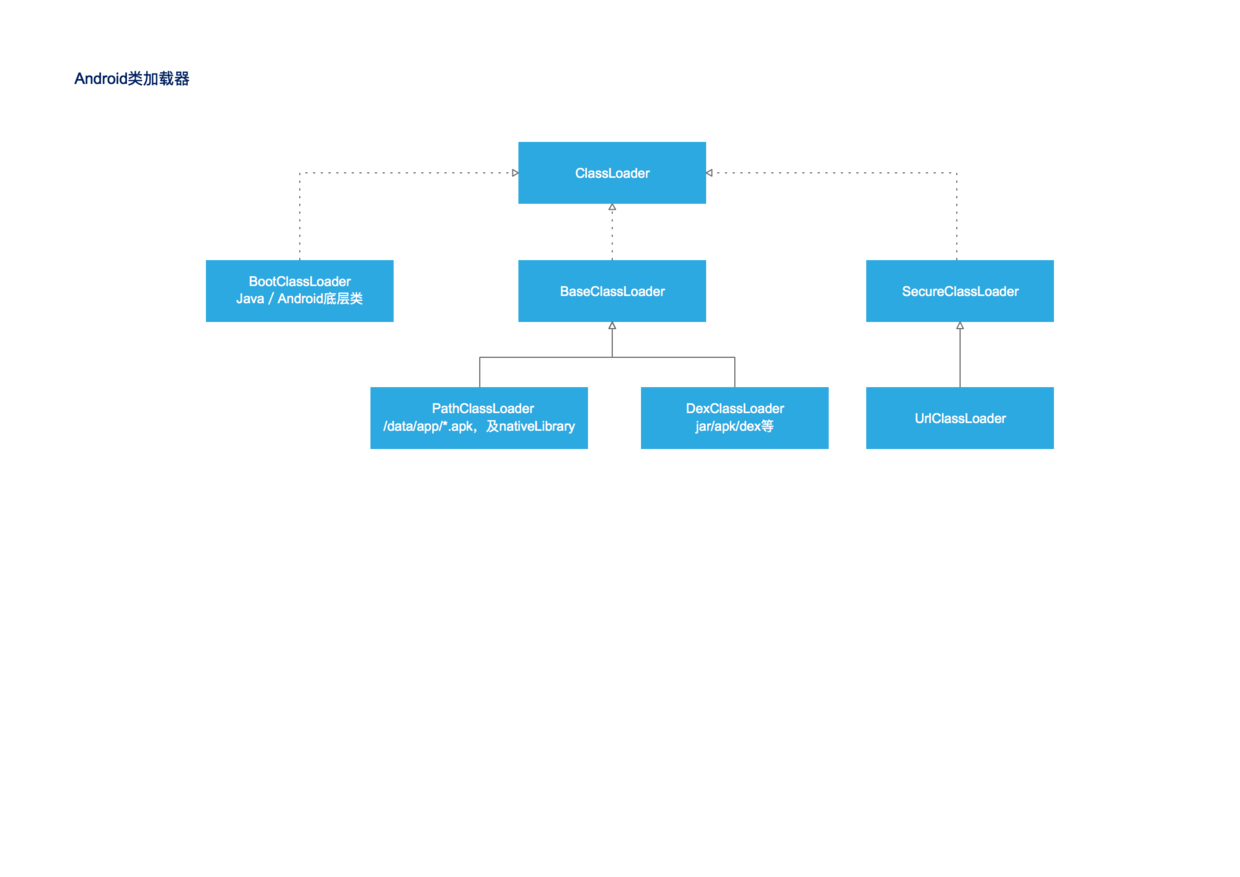 Android类加载器
ClassLoader
BootClassLoader
Java / Android底层类
BaseClassLoader
SecureClassLoader
PathClassLoader
/data/app/*.apk，及nativeLibrary
DexClassLoader
jar/apk/dex等
UrlClassLoader